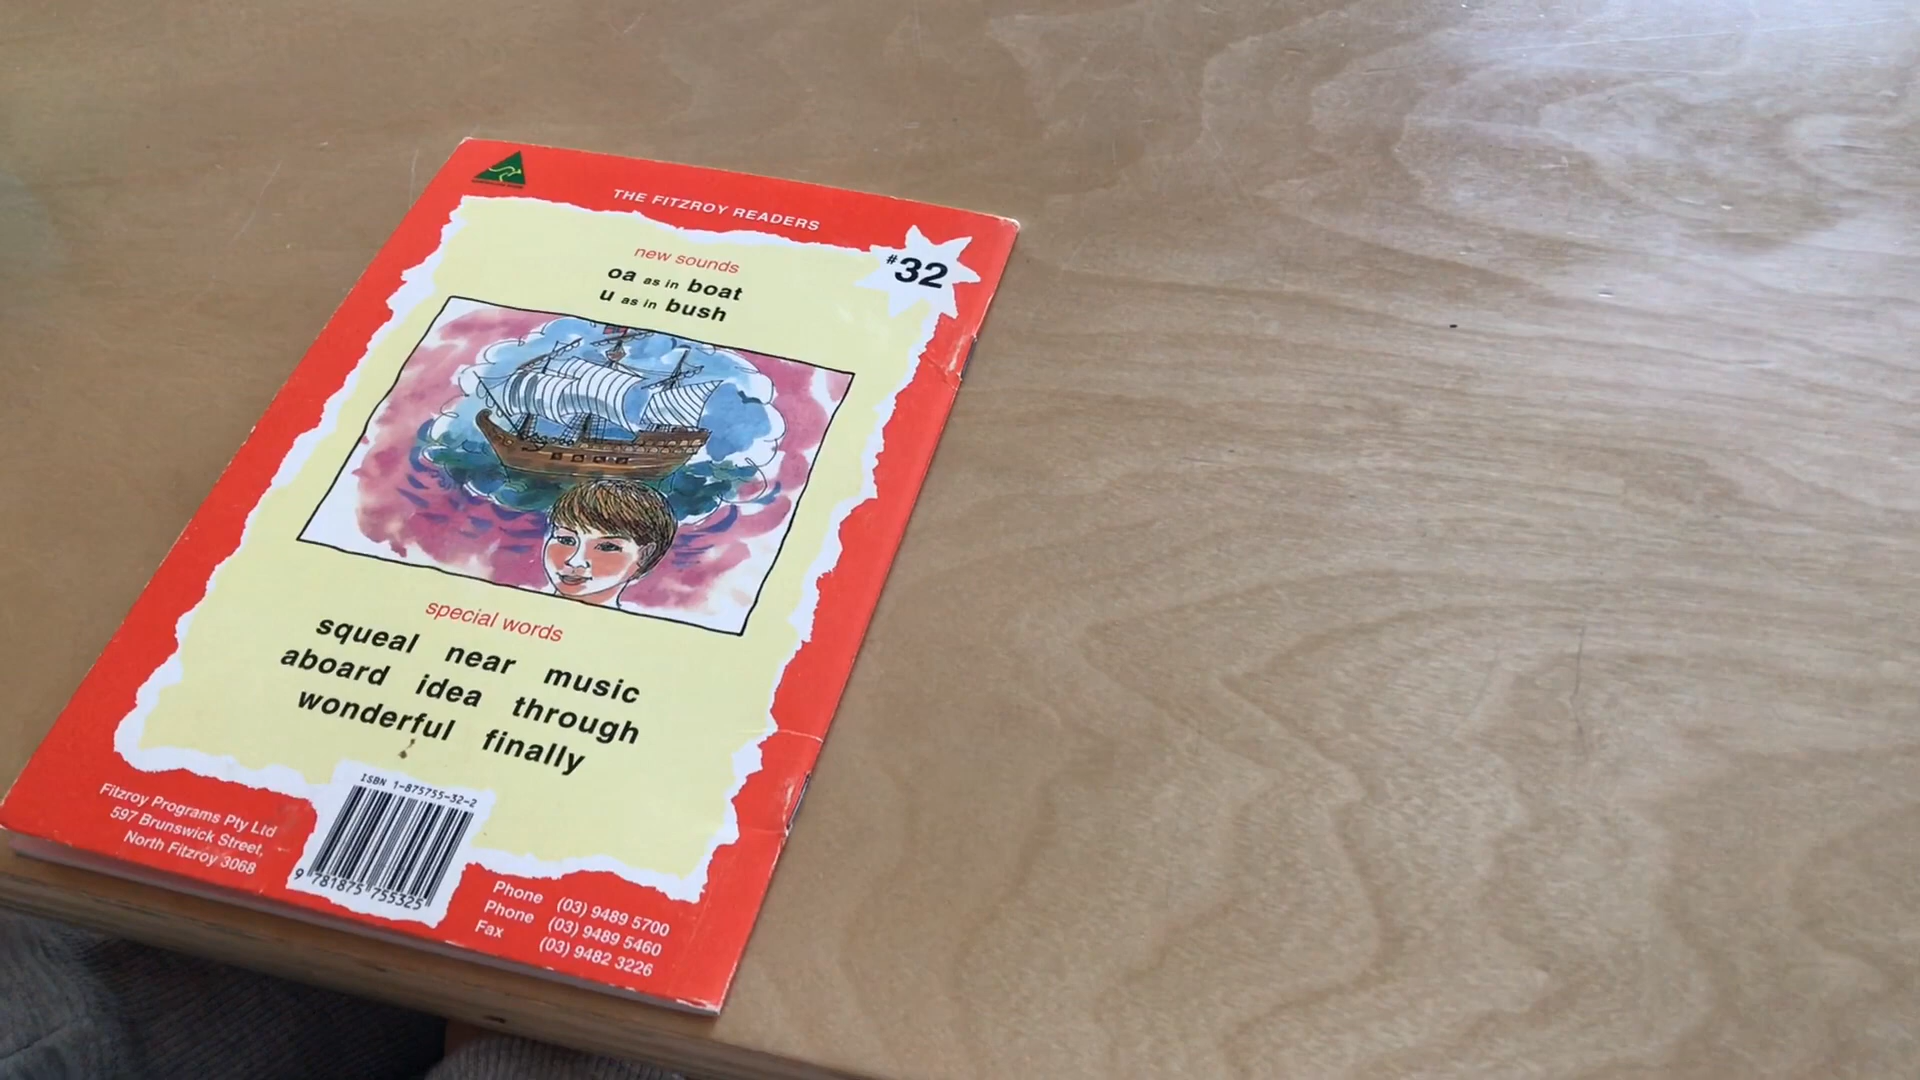 THE FITZROY READERS
#32
new sounds
oa as in boat
u as in bush
special words
squeal near music
aboard idea through
wonderful finally
ISBN 1-875755-32-2
9 781875 755325
Fitzroy Programs Pty Ltd
597 Brunswick Street,
North Fitzroy 3068
Phone (03) 9489 5700
Phone (03) 9489 5460
Fax (03) 9482 3226